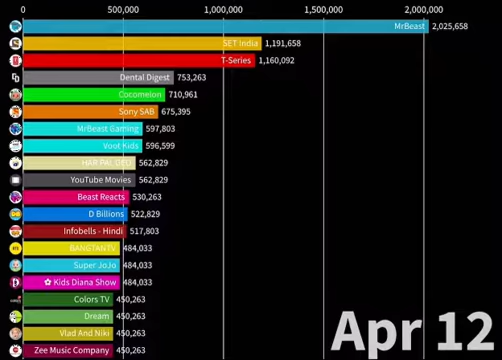 0 500,000 1,000,000 1,500,000 2,000,000
MrBeast 2,025,658
SET India 1,191,658
T-Series 1,160,092
Dental Digest 753,263
Cocomelon 710,961
Sony SAB 675,395
MrBeast Gaming 597,803
Voot Kids 596,599
HAR PAL GEO 562,829
YouTube Movies 562,829
Beast Reacts 530,263
D Billions 522,829
Infobells - Hindi 517,803
BANGTANTV 484,033
Super JoJo 484,033
✿ Kids Diana Show 484,033
Colors TV 450,263
Dream 450,263
Vlad And Niki 450,263
Zee Music Company 450,263
Apr 12